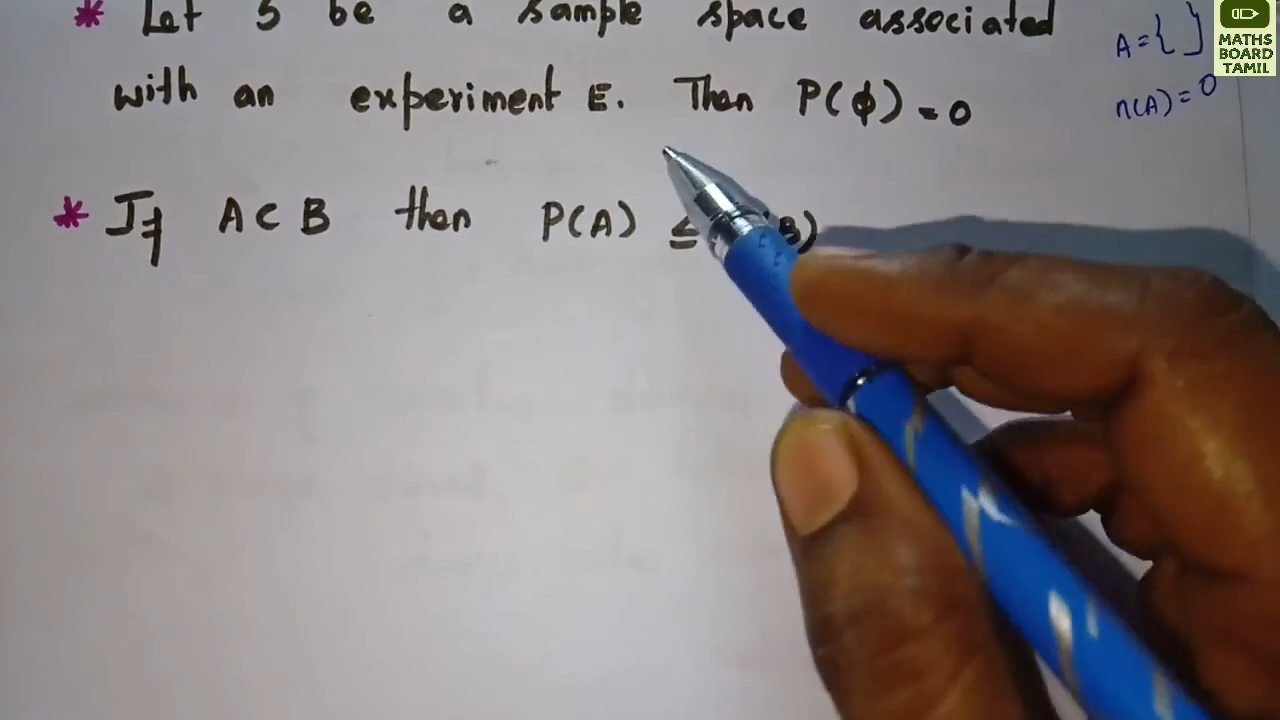 * Let S be a sample space associated
with an experiment E. Then P(φ) = 0
* If A ⊂ B then P(A) ≤ B)
A = { }
n(A) = 0
MATHS
BOARD
TAMIL